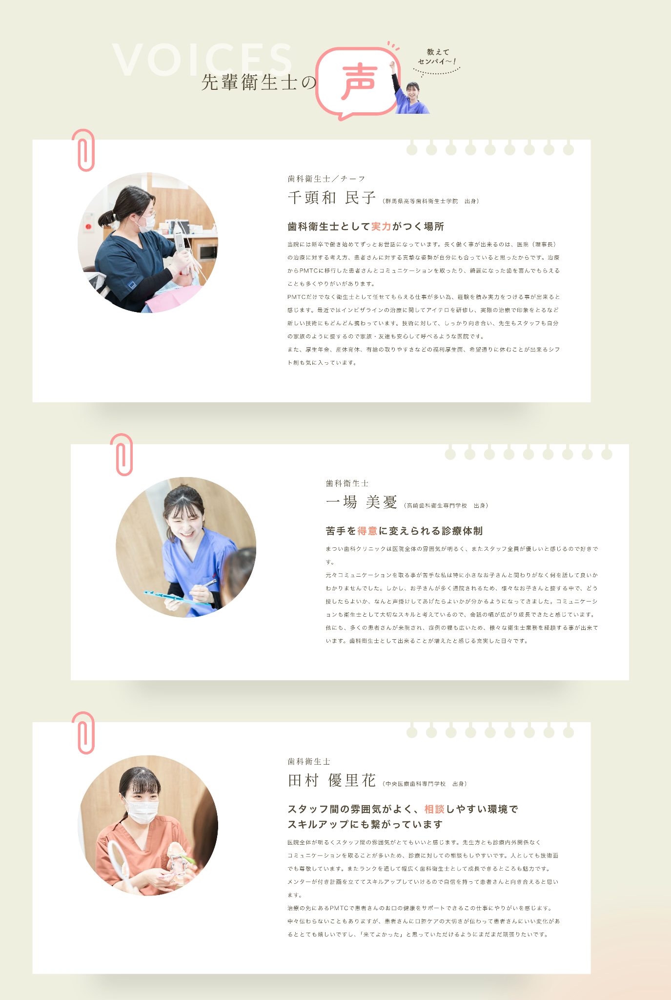 VOICES
先輩衛生士の
声
教えて
センパイ〜!
歯科衛生士／チーフ
千頭和 民子（群馬県高等歯科衛生士学院　出身）
歯科衛生士として実力がつく場所
当院には新卒で働き始めてずっとお世話になっています。長く働く事が出来るのは、医院（理事長）
の治療に対する考え方、患者さんに対する真摯な姿勢が自分にも合っていると思ったからです。治療
からPMTCに移行した患者さんとコミュニケーションを取ったり、綺麗になった歯を喜んでもらえる
ことも多くやりがいがあります。
PMTCだけでなく衛生士として任せてもらえる仕事が多い為、経験を積み実力をつける事が出来ると
感じます。最近ではインビザラインの治療に関してアイテロを研修し、実際の治療で印象をとるなど
新しい技術にもどんどん携わっています。技術に対して、しっかり向き合い、先生もスタッフも自分
の家族のように接するので家族・友達も安心して呼べるような医院です。
また、厚生年金、産休育休、有給の取りやすさなどの福利厚生面、希望通りに休むことが出来るシフ
ト制も気に入っています。
歯科衛生士
一場 美憂（高崎歯科衛生専門学校　出身）
苦手を得意に変えられる診療体制
まつい歯科クリニックは医院全体の雰囲気が明るく、またスタッフ全員が優しいと感じるので好きで
す。
元々コミュニケーションを取る事が苦手な私は特に小さなお子さんと関わりがなく何を話して良いか
わかりませんでした。しかし、お子さんが多く通院されるため、様々なお子さんと接する中で、どう
接したらよいか、なんと声掛けしてあげたらよいかが分かるようになってきました。コミュニケーシ
ョンも衛生士として大切なスキルと考えているので、会話の幅が広がり成長できたと感じています。
他にも、多くの患者さんが来院され、症例の幅も広いため、様々な衛生士業務を経験する事が出来て
います。歯科衛生士として出来ることが増えたと感じる充実した日々です。
歯科衛生士
田村 優里花（中央医療歯科専門学校　出身）
スタッフ間の雰囲気がよく、相談しやすい環境で
スキルアップにも繋がっています
医院全体が明るくスタッフ間の雰囲気がとてもいいと感じます。先生方とも診療内外関係なく
コミュニケーションを取ることが多いため、診療に対しての相談もしやすいです。人としても技術面
でも尊敬しています。またランクを通して幅広く歯科衛生士として成長できるところも魅力です。
メンターが付き計画を立ててスキルアップしていけるので自信を持って患者さんと向き合えると思い
ます。
治療の先にあるPMTCで患者さんのお口の健康をサポートできるこの仕事にやりがいを感じます。
中々伝わらないこともありますが、患者さんに口腔ケアの大切さが伝わって患者さんにいい変化があ
るととても嬉しいですし、「来てよかった」と思っていただけるようにまだまだ頑張りたいです。